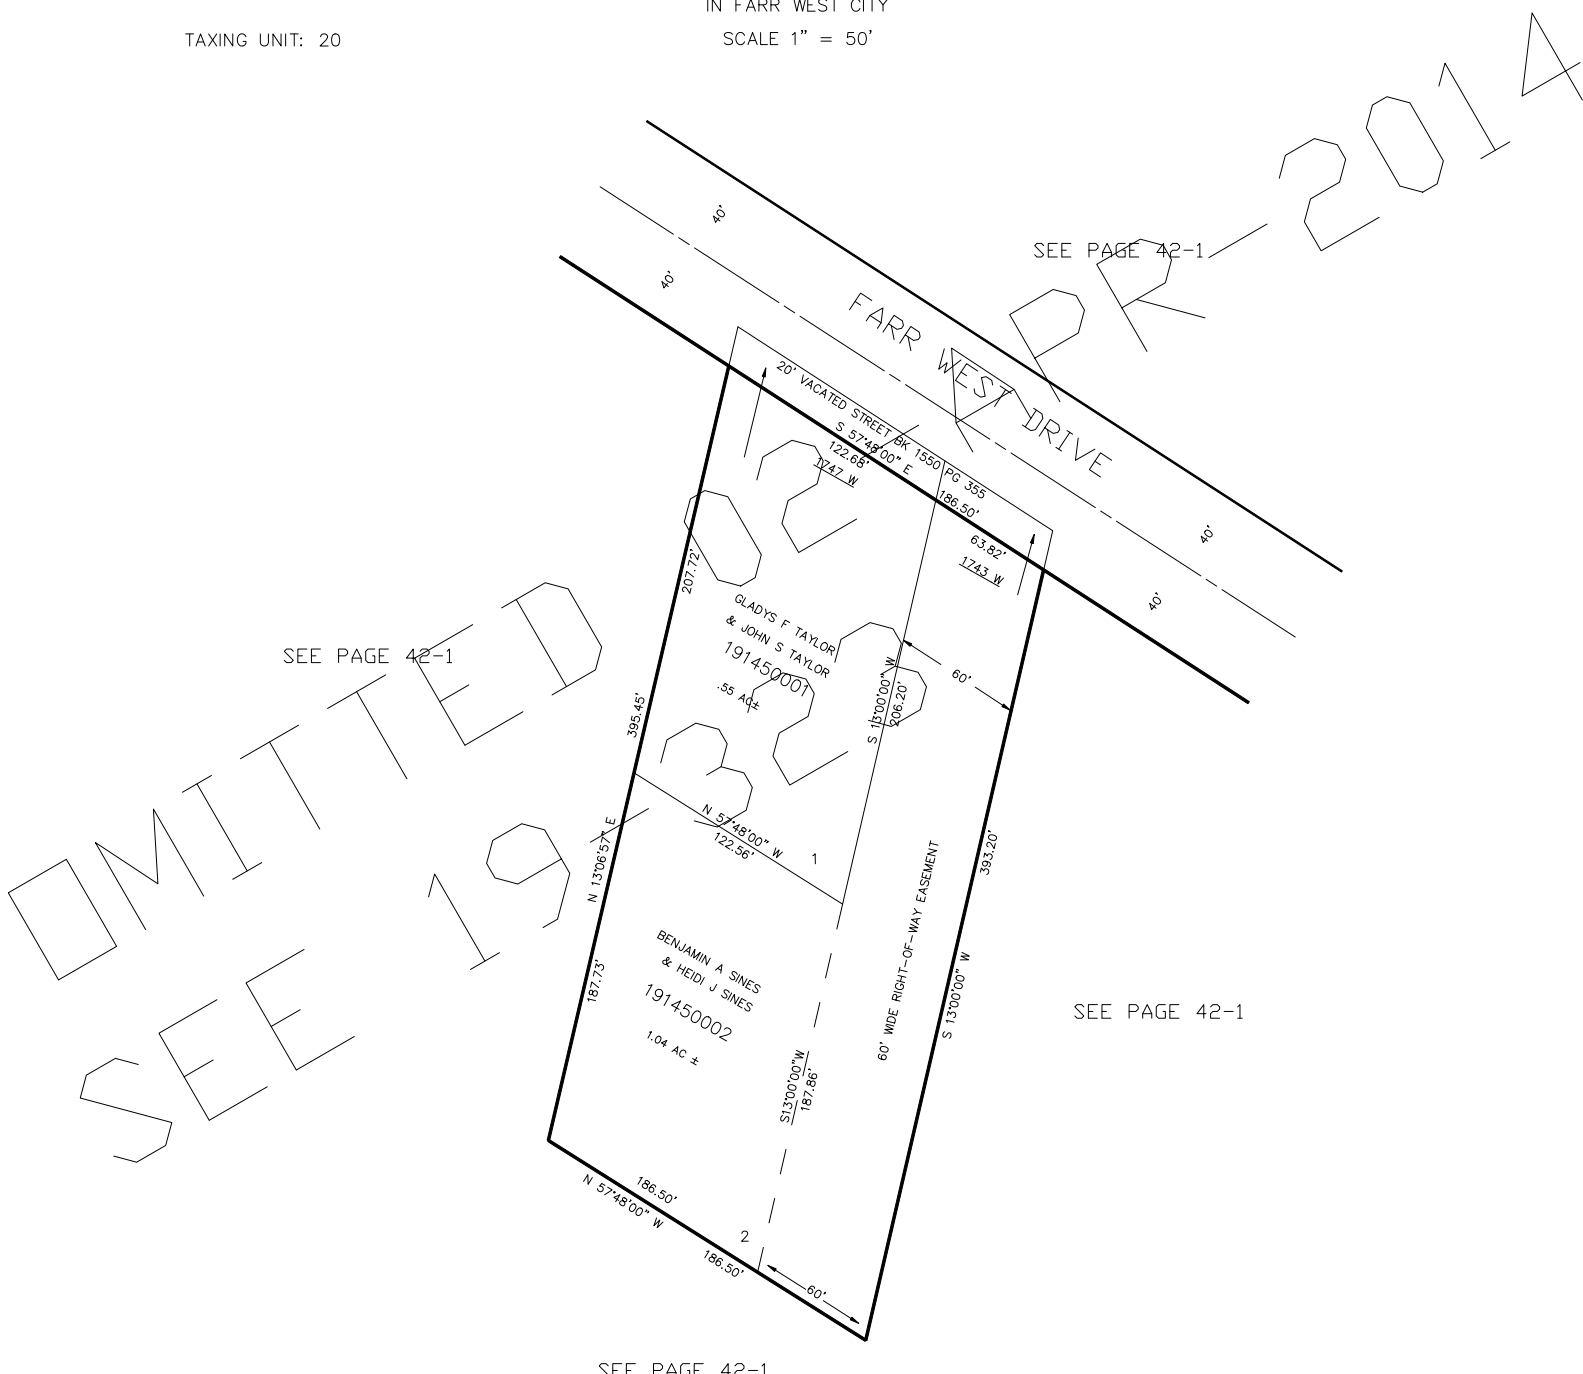 IN FARR WEST CITY
TAXING UNIT: 20
SCALE 1" = 50'
40'
40'
SEE PAGE 42-1
FARR WEST DRIVE
20' VACATED STREET BK 1550 PG 355
S 57°48'00" E
122.68'
1747 W
186.50'
63.82'
1743 W
40'
40'
207.72'
GLADYS F TAYLOR
& JOHN S TAYLOR
191450001
.55 AC±
SEE PAGE 42-1
S 13°00'00" W
206.20'
60'
395.45'
N 57°48'00" W
122.56'
1
N 13°06'57" E
393.20'
60' WIDE RIGHT-OF-WAY EASEMENT
BENJAMIN A SINES
& HEIDI J SINES
191450002
1.04 AC ±
187.73'
S 13°00'00" W
SEE PAGE 42-1
S13°00'00"W
187.86'
186.50'
N 57°48'00" W
2
186.50'
60'
SEE PAGE 42-1
OMITTED 02-APR-2014
SEE 19-323